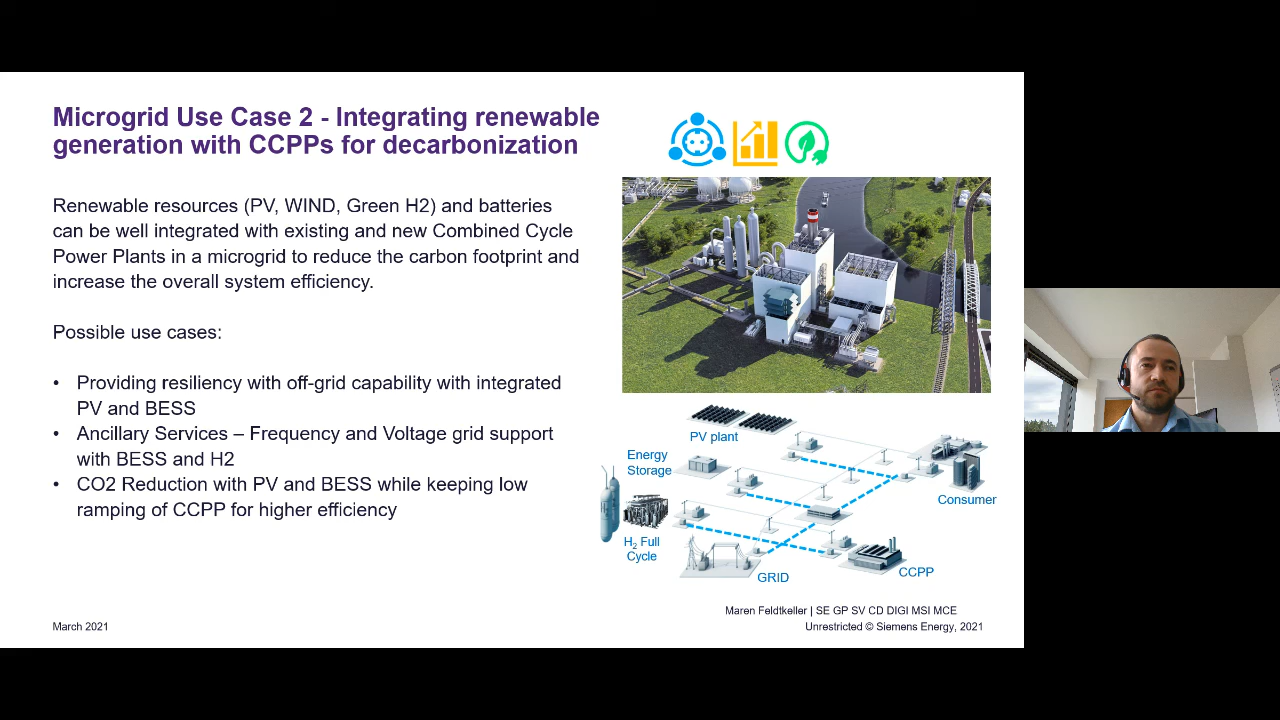 Microgrid Use Case 2 - Integrating renewable
generation with CCPPs for decarbonization
Renewable resources (PV, WIND, Green H2) and batteries
can be well integrated with existing and new Combined Cycle
Power Plants in a microgrid to reduce the carbon footprint and
increase the overall system efficiency.
Possible use cases:
• Providing resiliency with off-grid capability with integrated
PV and BESS
• Ancillary Services – Frequency and Voltage grid support
with BESS and H2
• CO2 Reduction with PV and BESS while keeping low
ramping of CCPP for higher efficiency
PV plant
Energy
Storage
Consumer
H2 Full
Cycle
GRID
CCPP
Maren Feldtkeller | SE GP SV CD DIGI MSI MCE
March 2021
Unrestricted © Siemens Energy, 2021